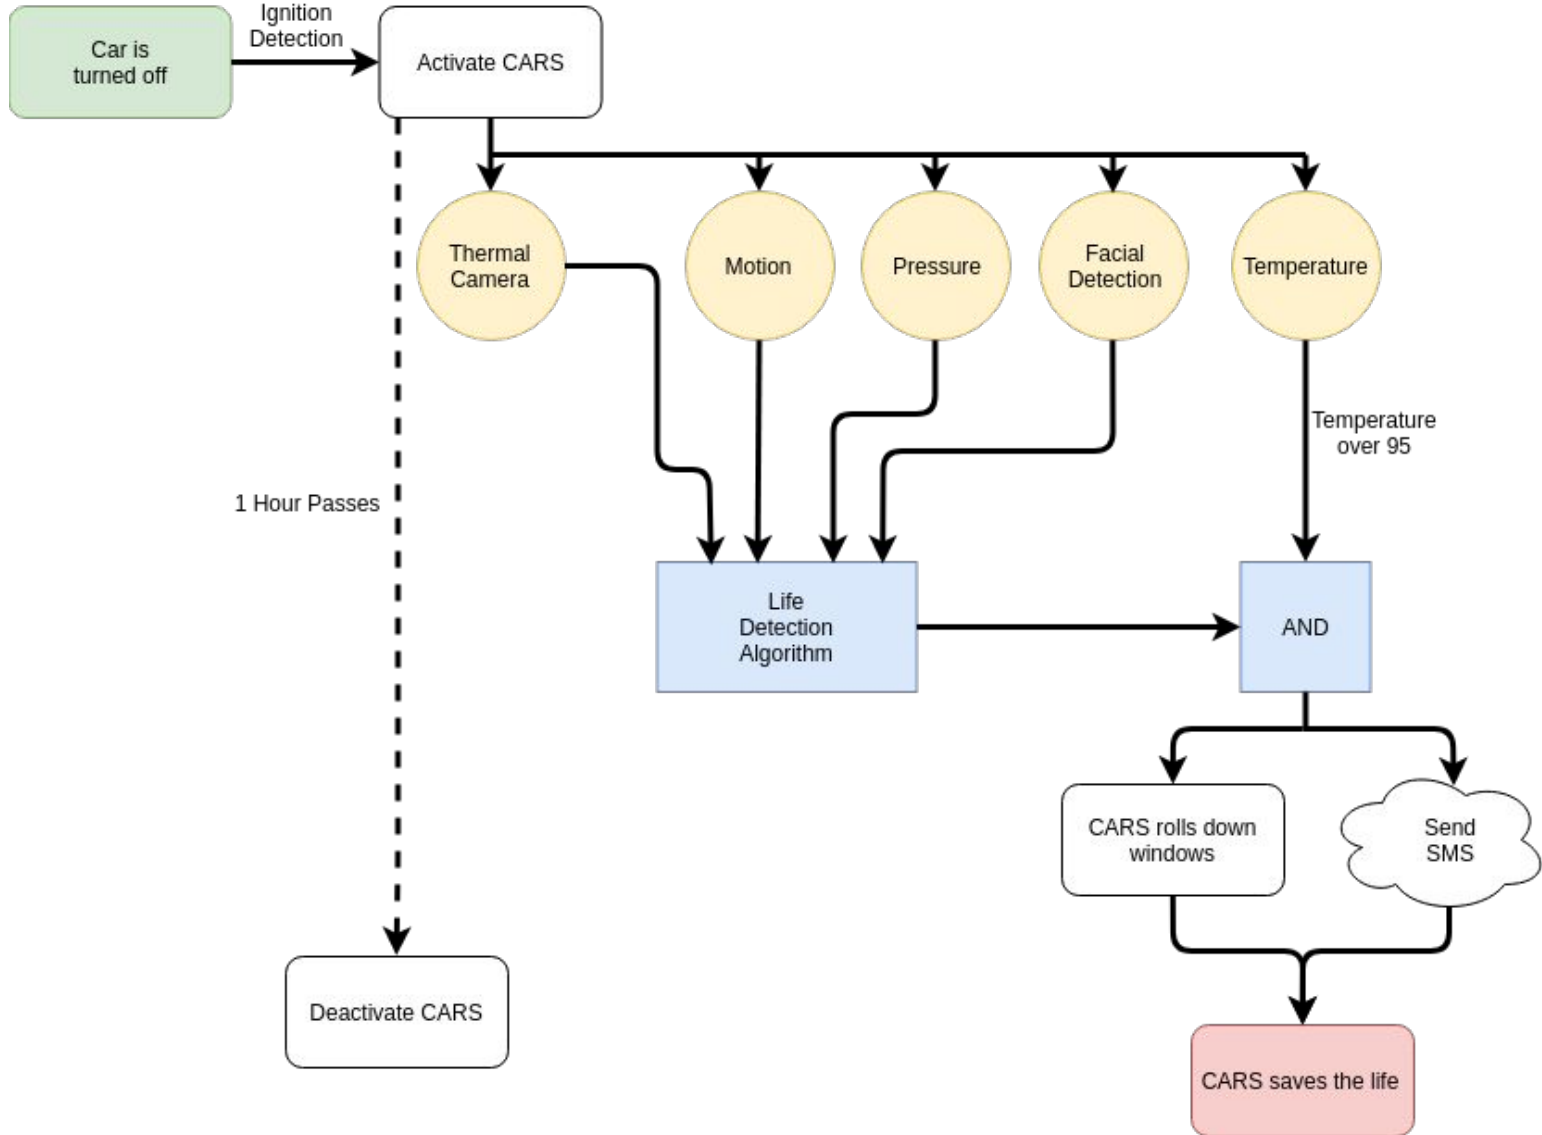 Car is
turned off
Ignition
Detection
Activate CARS
Thermal
Camera
Motion
Pressure
Facial
Detection
Temperature
Temperature
over 95
1 Hour Passes
Life
Detection
Algorithm
AND
CARS rolls down
windows
Send
SMS
Deactivate CARS
CARS saves the life